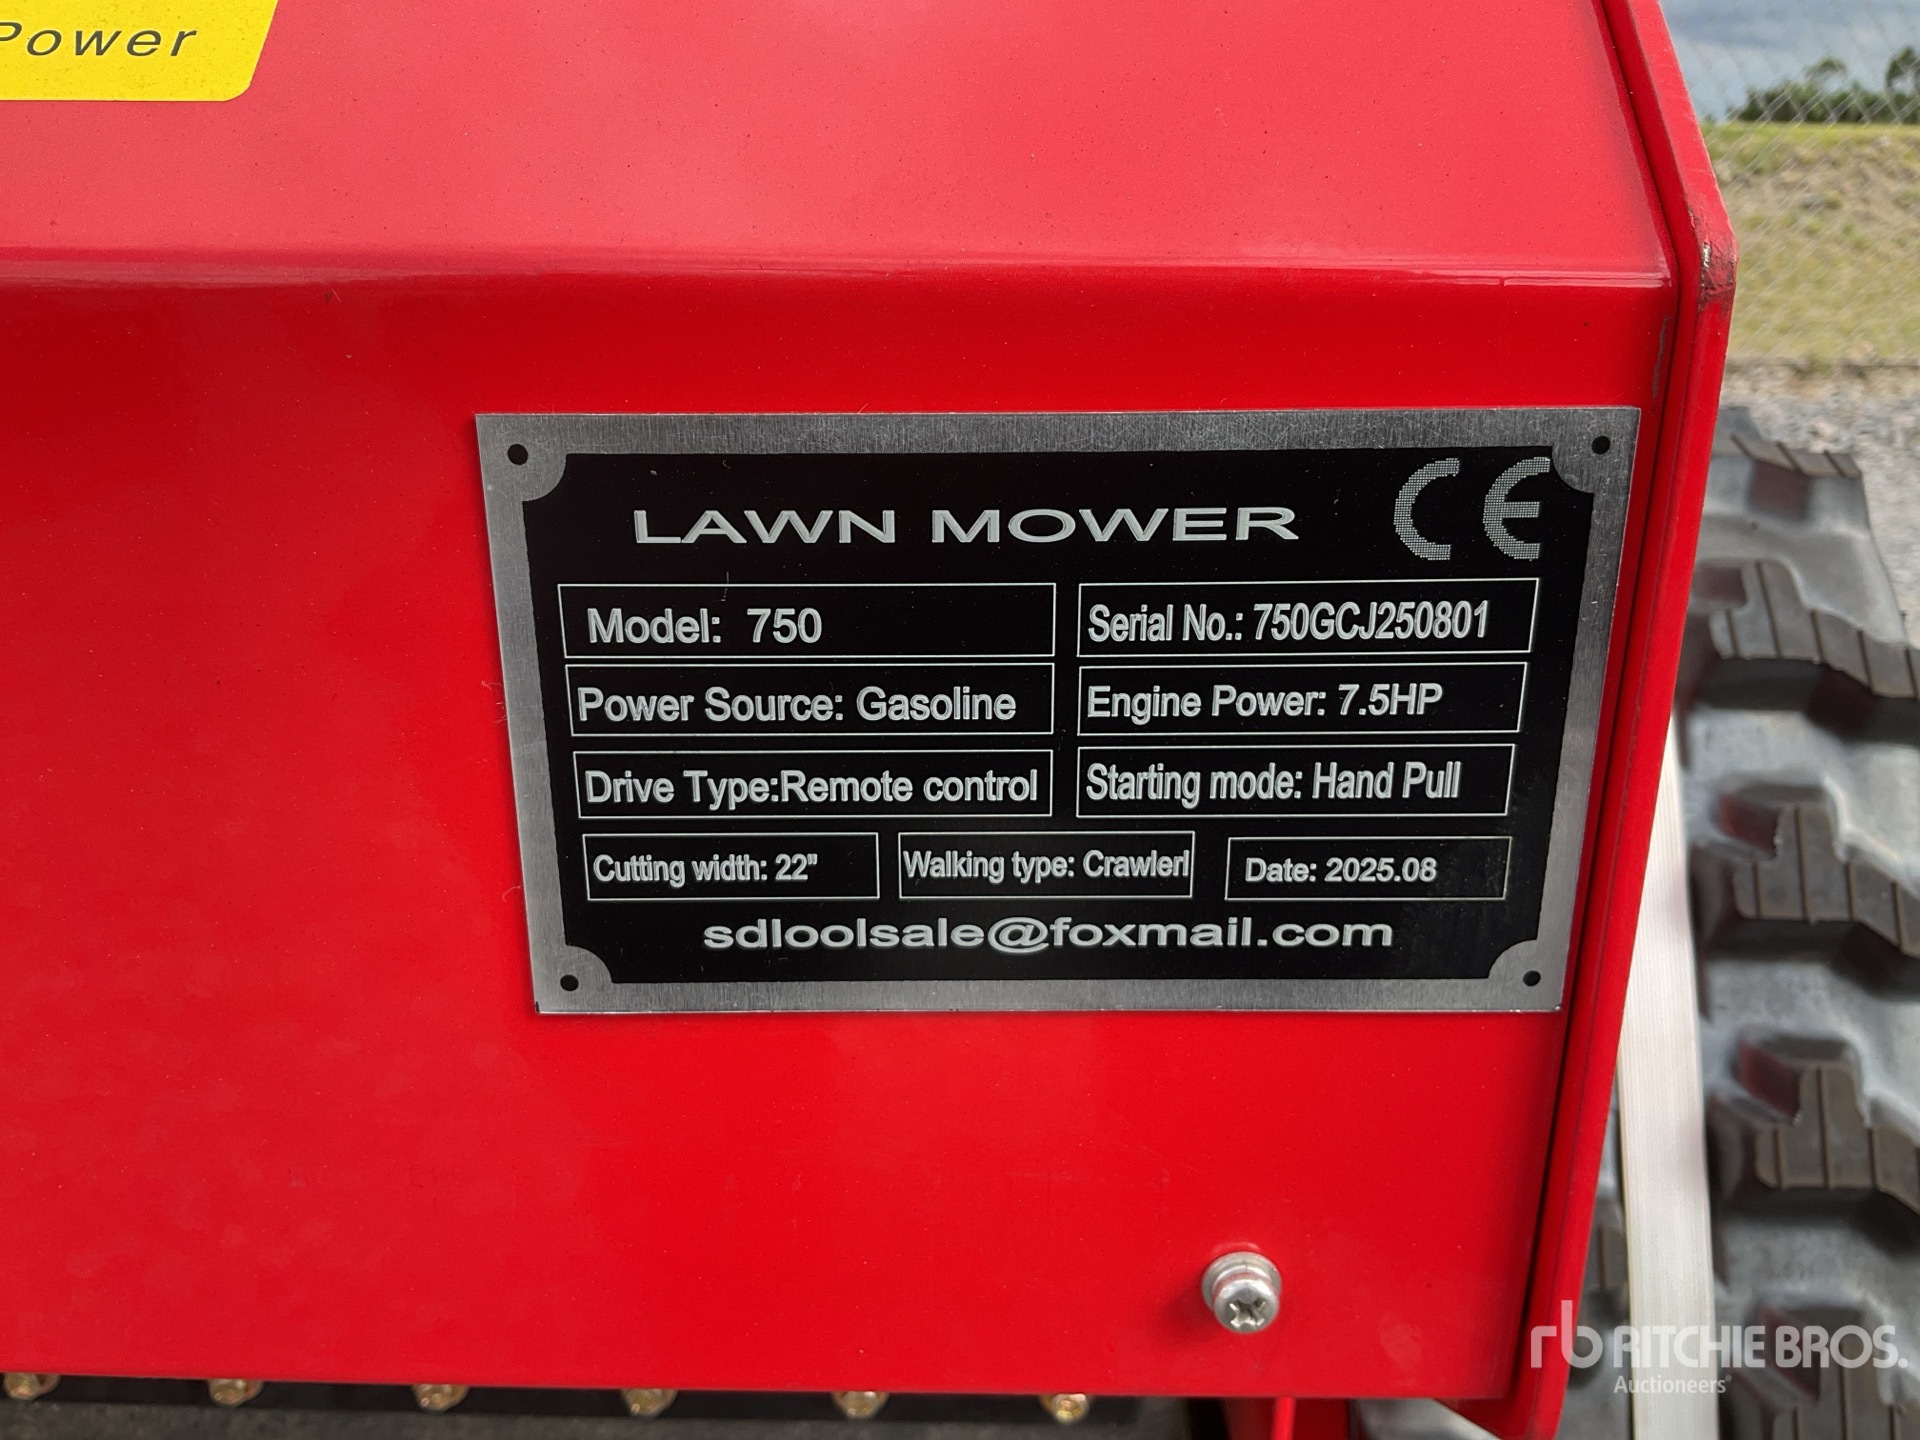 Power
LAWN MOWER CE
Model: 750
Serial No.: 750GCJ250801
Power Source: Gasoline
Engine Power: 7.5HP
Drive Type:Remote control
Starting mode: Hand Pull
Cutting width: 22"
Walking type: Crawlerl
Date: 2025.08
sdloolsale@foxmail.com
rb RITCHIE BROS.
Auctioneers